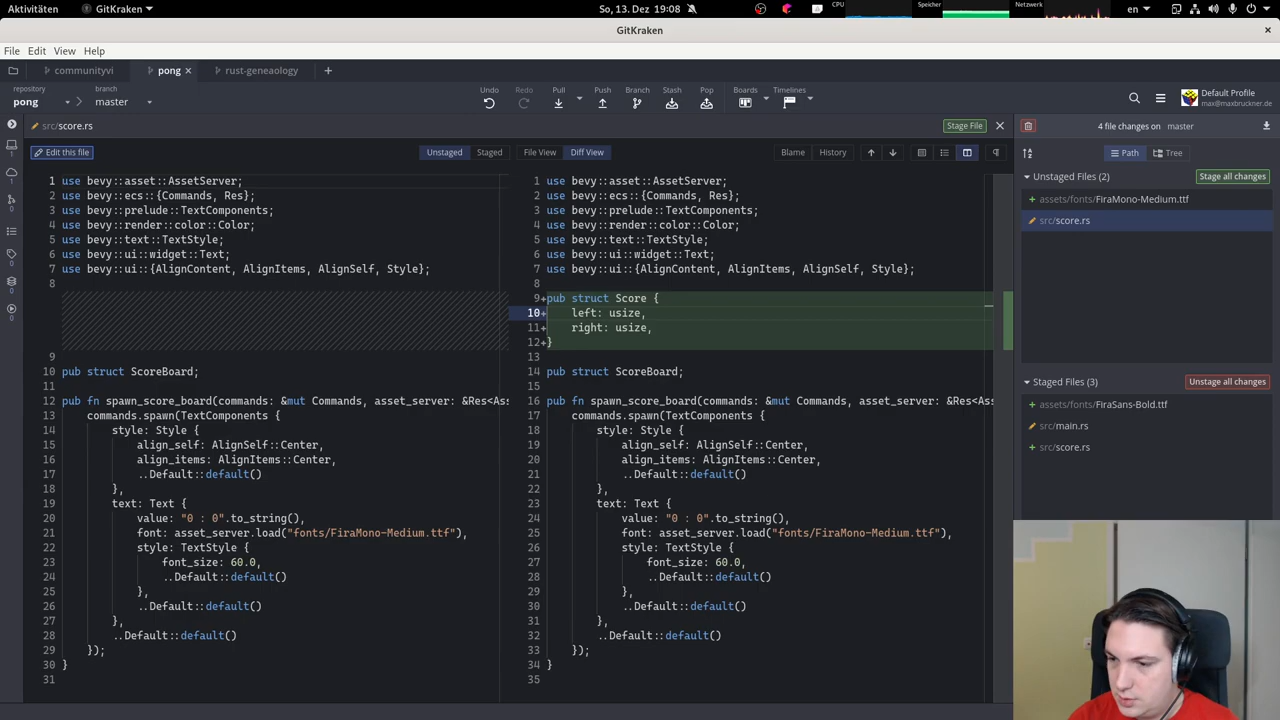 Aktivitäten GitKraken So, 13. Dez 19:08 CPU Speicher Netzwerk en
GitKraken
File Edit View Help
communityvi pong rust-geneaology
repository branch Undo Redo Pull Push Branch Stash Pop Boards Timelines
pong master
Default Profile
max@maxbruckner.de
src/score.rs Stage File
4 file changes on master
Edit this file Unstaged Staged File View Diff View Blame History
Path Tree
Unstaged Files (2) Stage all changes
assets/fonts/FiraMono-Medium.ttf
src/score.rs
Staged Files (3) Unstage all changes
assets/fonts/FiraSans-Bold.ttf
src/main.rs
src/score.rs
1
1
0
0
0
0
0
1 use bevy::asset::AssetServer;
2 use bevy::ecs::{Commands, Res};
3 use bevy::prelude::TextComponents;
4 use bevy::render::color::Color;
5 use bevy::text::TextStyle;
6 use bevy::ui::widget::Text;
7 use bevy::ui::{AlignContent, AlignItems, AlignSelf, Style};
8
9
10 pub struct ScoreBoard;
11
12 pub fn spawn_score_board(commands: &mut Commands, asset_server: &Res<Ass
13 commands.spawn(TextComponents {
14 style: Style {
15 align_self: AlignSelf::Center,
16 align_items: AlignItems::Center,
17 ..Default::default()
18 },
19 text: Text {
20 value: "0 : 0".to_string(),
21 font: asset_server.load("fonts/FiraMono-Medium.ttf"),
22 style: TextStyle {
23 font_size: 60.0,
24 ..Default::default()
25 },
26 ..Default::default()
27 },
28 ..Default::default()
29 });
30 }
31
1 use bevy::asset::AssetServer;
2 use bevy::ecs::{Commands, Res};
3 use bevy::prelude::TextComponents;
4 use bevy::render::color::Color;
5 use bevy::text::TextStyle;
6 use bevy::ui::widget::Text;
7 use bevy::ui::{AlignContent, AlignItems, AlignSelf, Style};
8
9+ pub struct Score {
10+ left: usize,
11+ right: usize,
12+ }
13
14 pub struct ScoreBoard;
15
16 pub fn spawn_score_board(commands: &mut Commands, asset_server: &Res<Ass
17 commands.spawn(TextComponents {
18 style: Style {
19 align_self: AlignSelf::Center,
20 align_items: AlignItems::Center,
21 ..Default::default()
22 },
23 text: Text {
24 value: "0 : 0".to_string(),
25 font: asset_server.load("fonts/FiraMono-Medium.ttf"),
26 style: TextStyle {
27 font_size: 60.0,
28 ..Default::default()
29 },
30 ..Default::default()
31 },
32 ..Default::default()
33 });
34 }
35